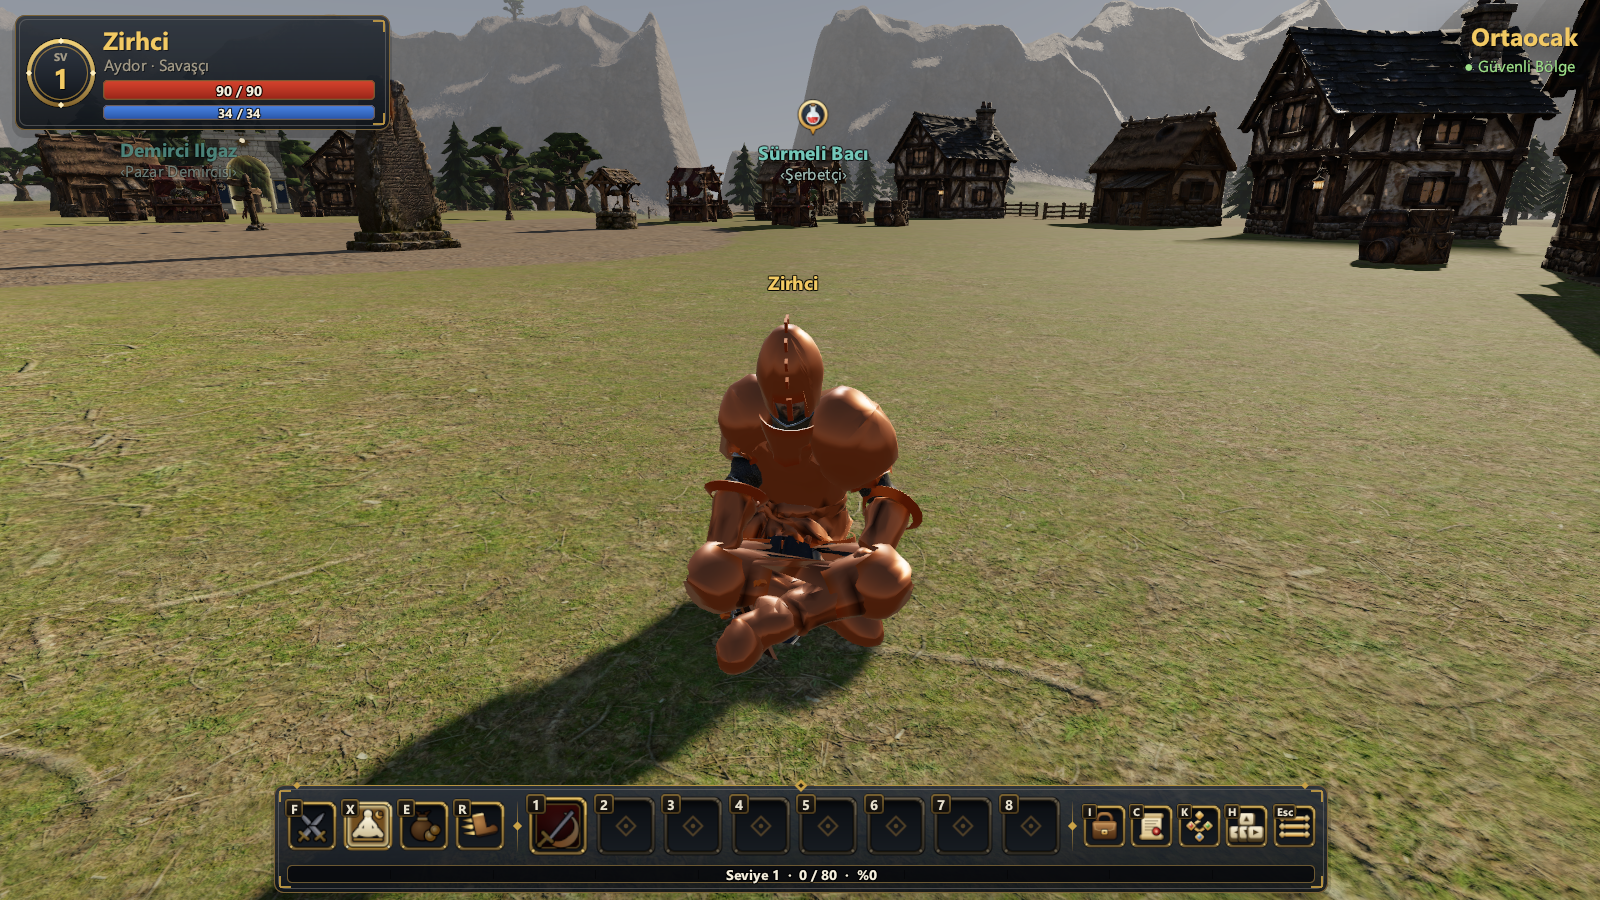 SV
1
Zirhci
Aydor · Savaşçı
90 / 90
34 / 34
Ortaocak
Güvenli Bölge
Demirci Ilgaz
‹Pazar Demircisi›
Sürmeli Bacı
‹Şerbetçi›
Zirhci
F X E R 1 2 3 4 5 6 7 8 I C K H Esc
Seviye 1 · 0 / 80 · %0